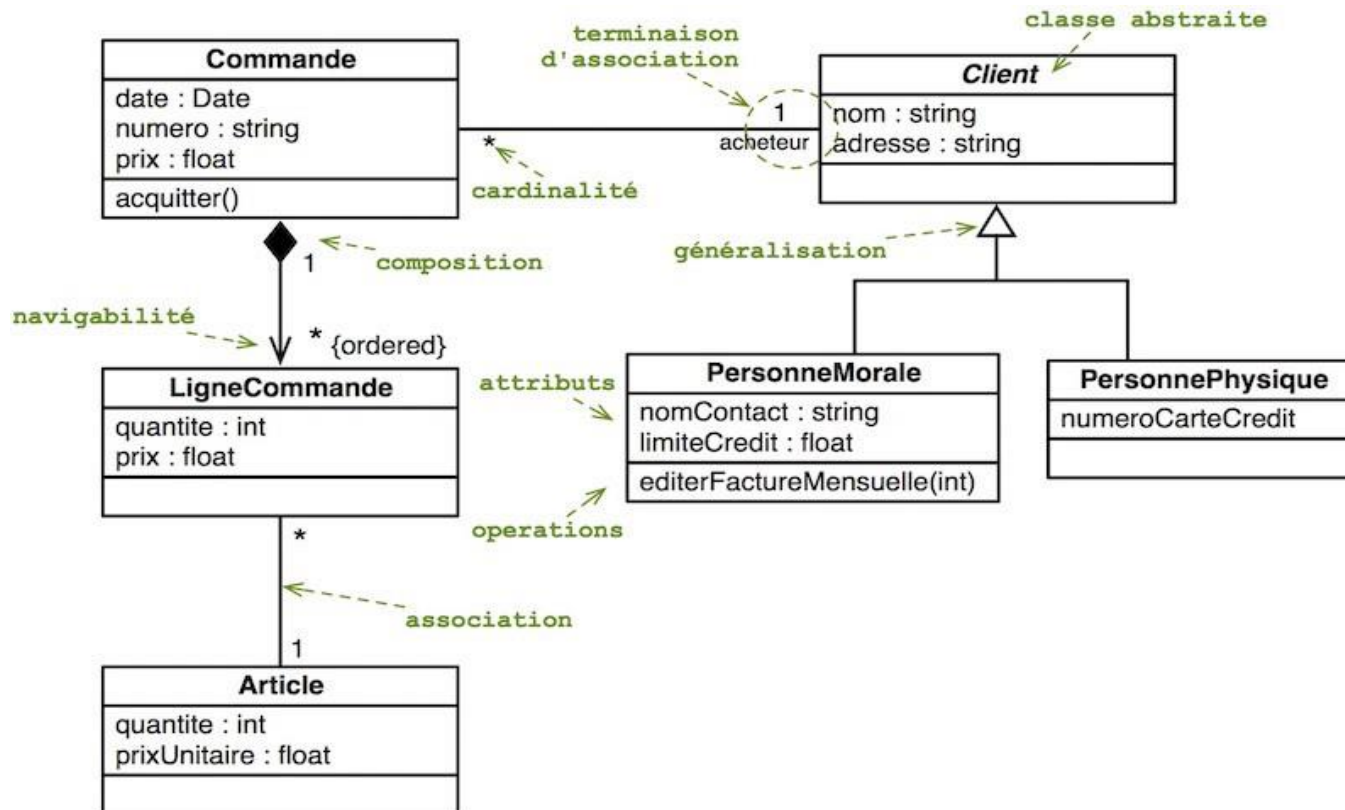 classe abstraite
terminaison
d'association
Commande
date : Date
numero : string
prix : float
acquitter()
*
cardinalité
1
acheteur
Client
nom : string
adresse : string
1
composition
généralisation
navigabilité
* {ordered}
LigneCommande
quantite : int
prix : float
attributs
operations
PersonneMorale
nomContact : string
limiteCredit : float
editerFactureMensuelle(int)
PersonnePhysique
numeroCarteCredit
*
association
1
Article
quantite : int
prixUnitaire : float